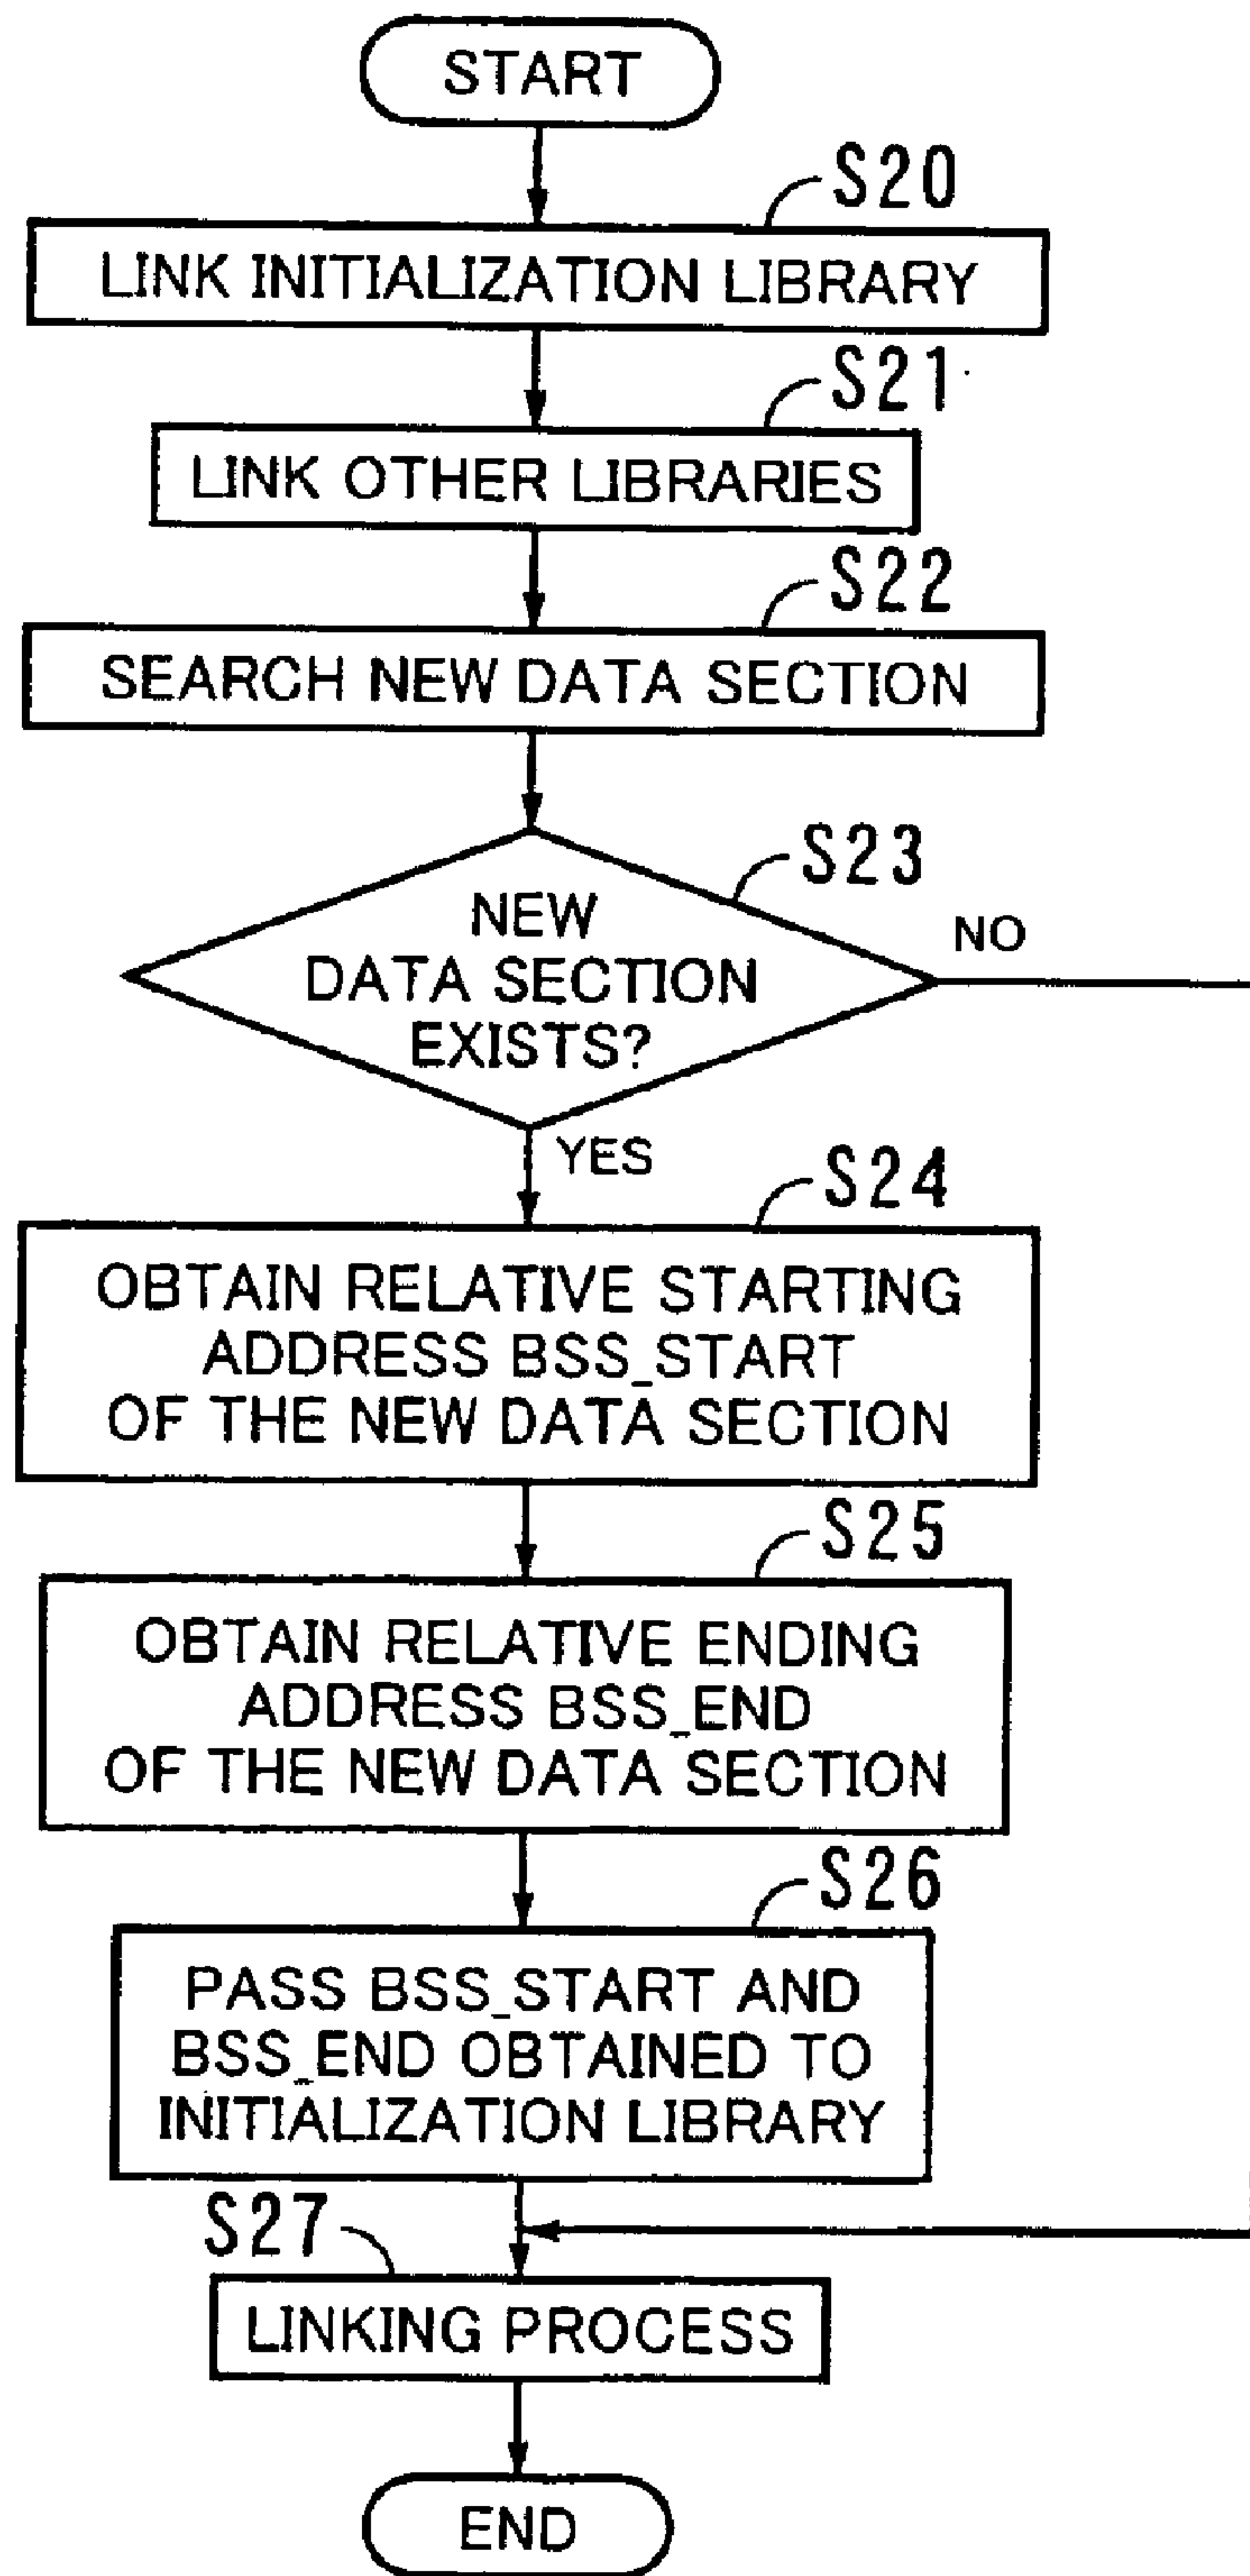 START
S20
LINK INITIALIZATION LIBRARY
S21
LINK OTHER LIBRARIES
S22
SEARCH NEW DATA SECTION
S23
NEW
DATA SECTION
EXISTS?
NO
YES
S24
OBTAIN RELATIVE STARTING
ADDRESS BSS_START
OF THE NEW DATA SECTION
S25
OBTAIN RELATIVE ENDING
ADDRESS BSS_END
OF THE NEW DATA SECTION
S26
PASS BSS_START AND
BSS_END OBTAINED TO
INITIALIZATION LIBRARY
S27
LINKING PROCESS
END